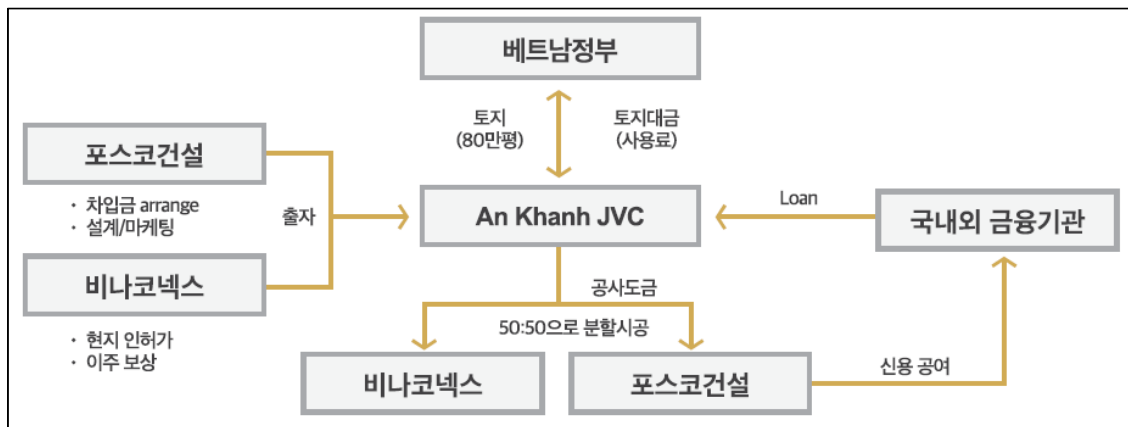 베트남정부
토지
(80만평)
토지대금
(사용료)
포스코건설
· 차입금 arrange
· 설계/마케팅
출자
An Khanh JVC
Loan
국내외 금융기관
비나코넥스
· 현지 인허가
· 이주 보상
공사도금
50:50으로 분할시공
비나코넥스
포스코건설
신용 공여